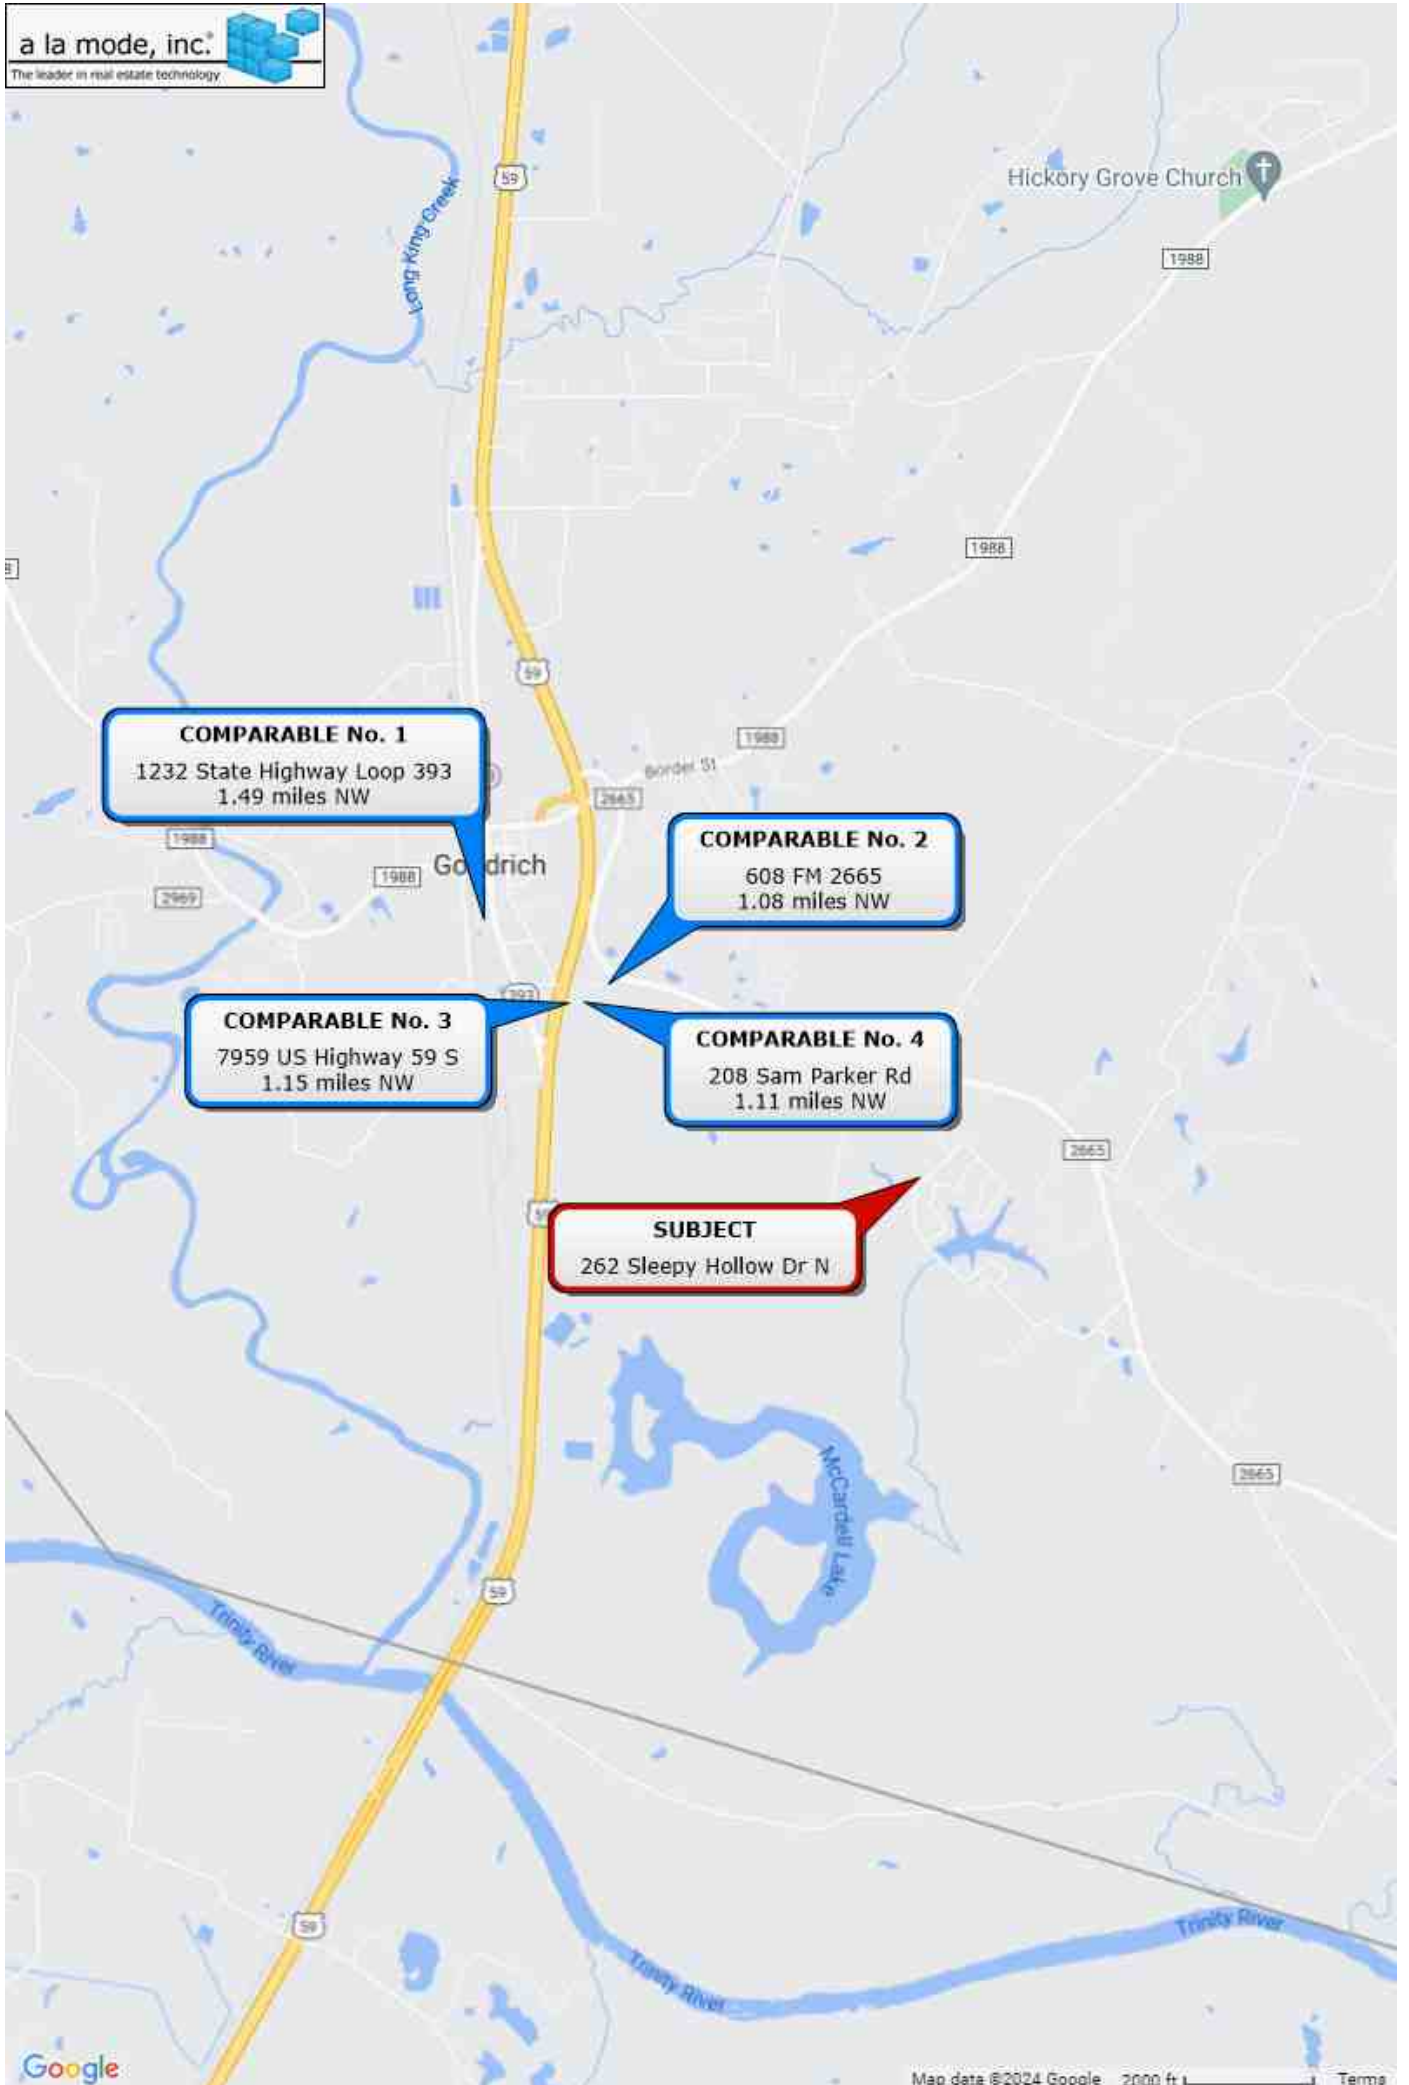 a la mode, inc.®
The leader in real estate technology
59
Long King Creek
Hickory Grove Church
1988
1988
59
COMPARABLE No. 1
1232 State Highway Loop 393
1.49 miles NW
1988
Border St
2665
1988
COMPARABLE No. 2
608 FM 2665
1.08 miles NW
Goodrich
1988
2969
393
COMPARABLE No. 3
7959 US Highway 59 S
1.15 miles NW
COMPARABLE No. 4
208 Sam Parker Rd
1.11 miles NW
2665
59
SUBJECT
262 Sleepy Hollow Dr N
McCardell Lake
2665
59
Trinity River
59
Trinity River
Trinity River
Google
Map data ©2024 Google
2000 ft
Terms